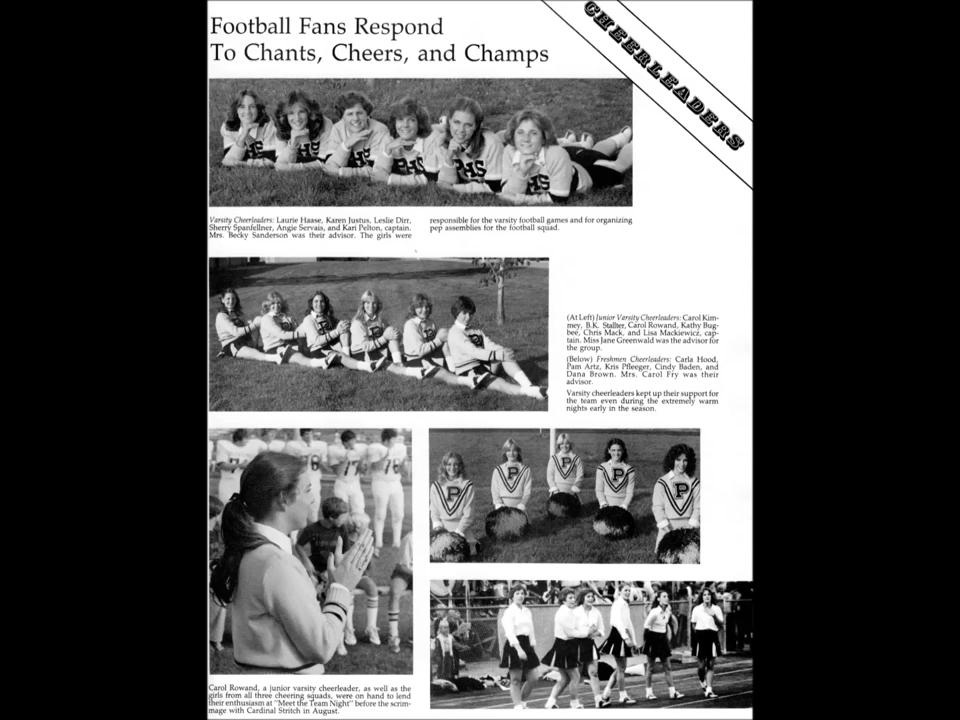 Football Fans Respond
To Chants, Cheers, and Champs
CHEERLEADERS
PHS
HS
Varsity Cheerleaders: Laurie Haase, Karen Justus, Leslie Dirr,
Sherry Spanfellner, Angie Servais, and Kari Pelton, captain.
Mrs. Becky Sanderson was their advisor. The girls were
responsible for the varsity football games and for organizing
pep assemblies for the football squad.
(At Left) Junior Varsity Cheerleaders: Carol Kim-
mey, B.K. Stallter, Carol Rowand, Kathy Bug-
bee, Chris Mack, and Lisa Mackiewicz, cap-
tain. Miss Jane Greenwald was the advisor for
the group.
(Below) Freshmen Cheerleaders: Carla Hood,
Pam Artz, Kris Pfleeger, Cindy Baden, and
Dana Brown. Mrs. Carol Fry was their
advisor.
Varsity cheerleaders kept up their support for
the team even during the extremely warm
nights early in the season.
P
P
P
P
P
Carol Rowand, a junior varsity cheerleader, as well as the
girls from all three cheering squads, were on hand to lend
their enthusiasm at "Meet the Team Night" before the scrim-
mage with Cardinal Stritch in August.